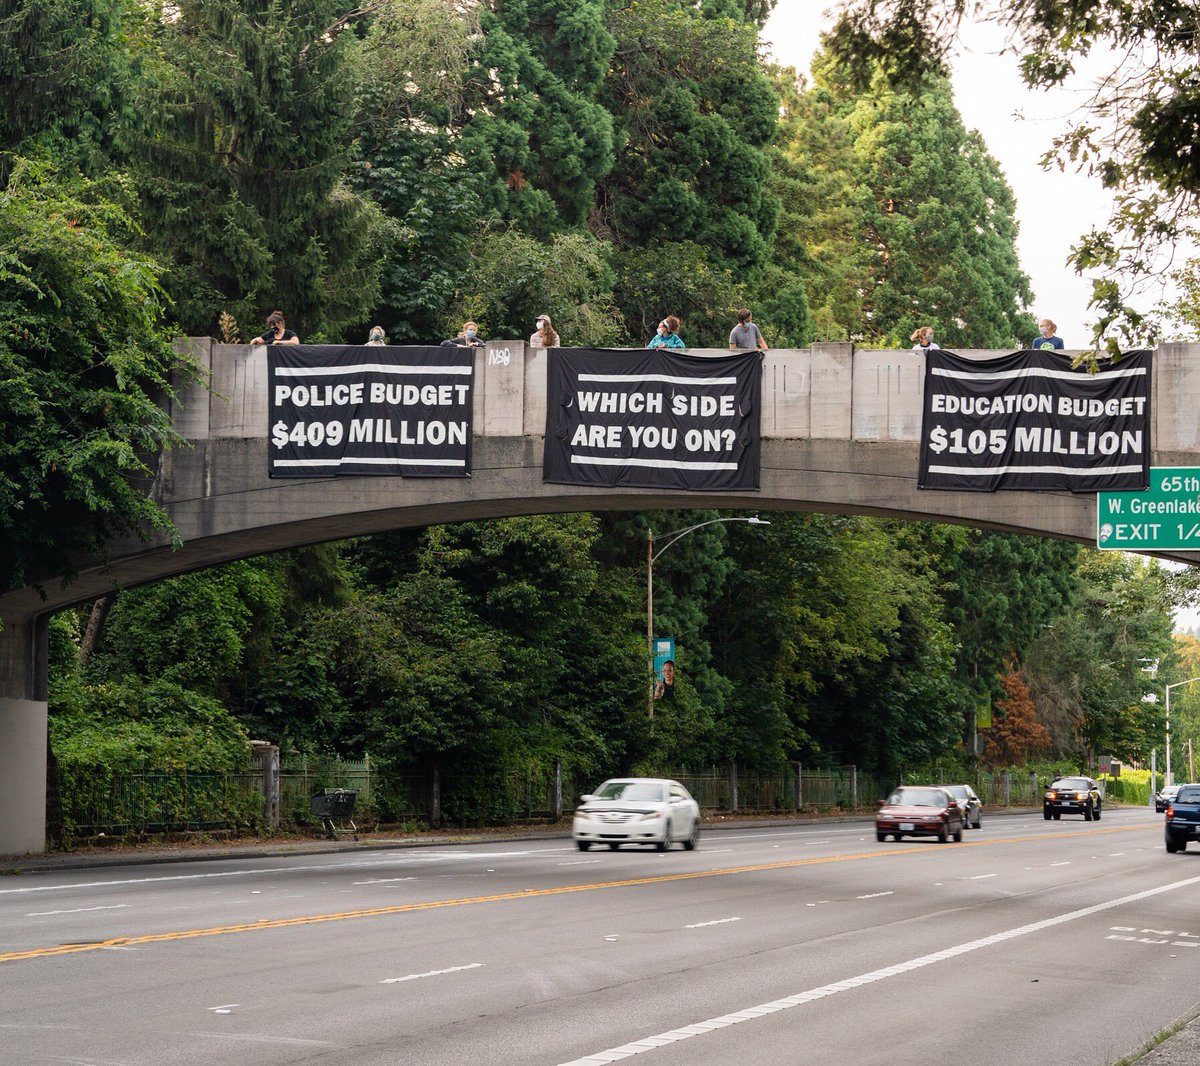 POLICE BUDGET
$409 MILLION
WHICH SIDE
ARE YOU ON?
EDUCATION BUDGET
$105 MILLION
65th
W. Greenlake
EXIT 1/4